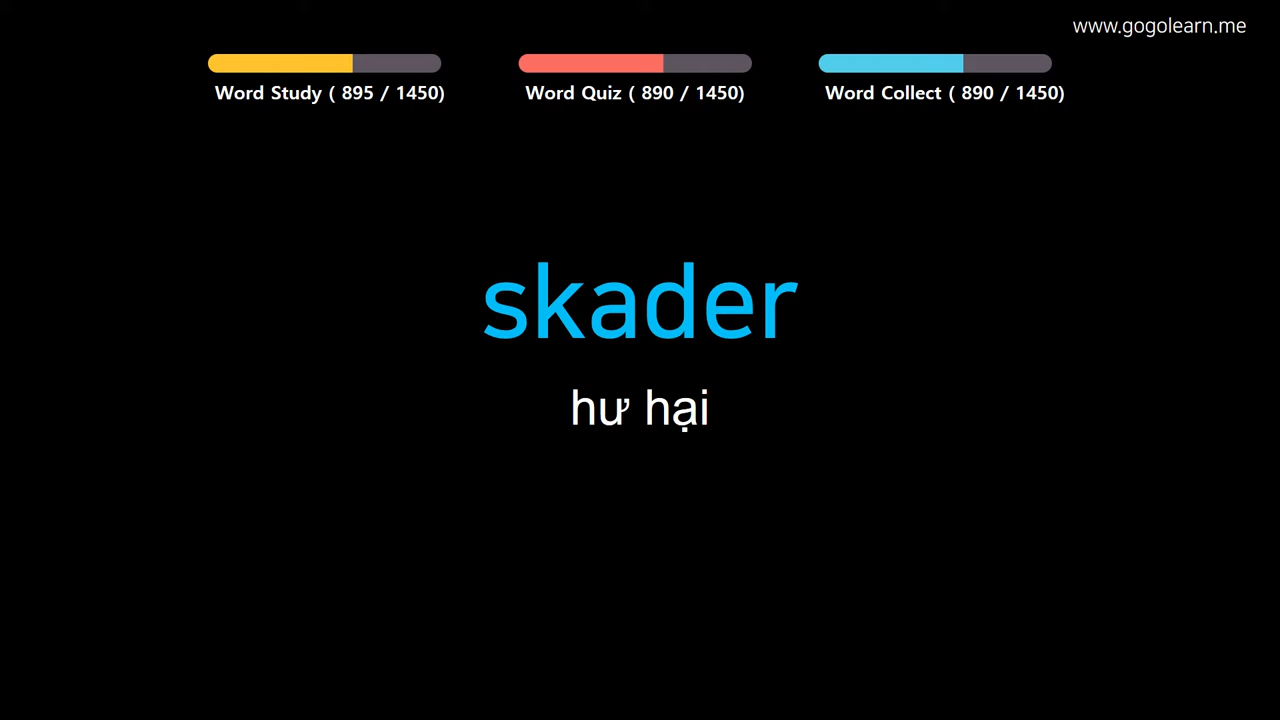 www.gogolearn.me
Word Study ( 895 / 1450)
Word Quiz ( 890 / 1450)
Word Collect ( 890 / 1450)
skader
hư hại